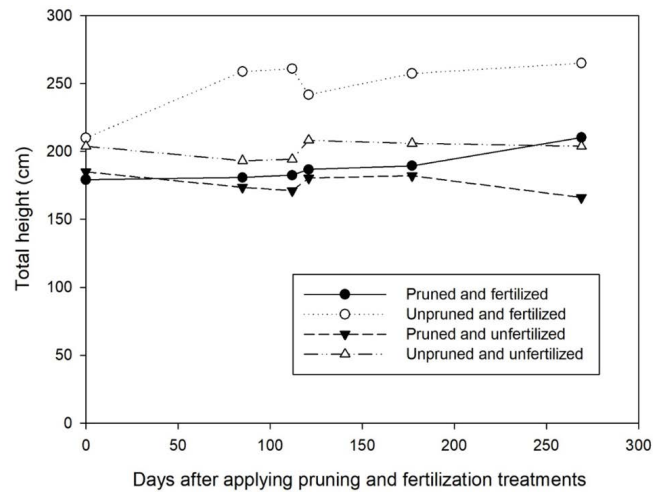 300
250
200
150
100
50
0
Total height (cm)
Pruned and fertilized
Unpruned and fertilized
Pruned and unfertilized
Unpruned and unfertilized
0 50 100 150 200 250 300
Days after applying pruning and fertilization treatments